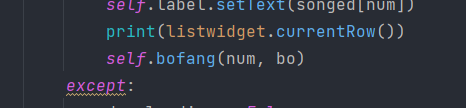 self.label.setText(songed[num])
print(listwidget.currentRow())
self.bofang(num, bo)
except: